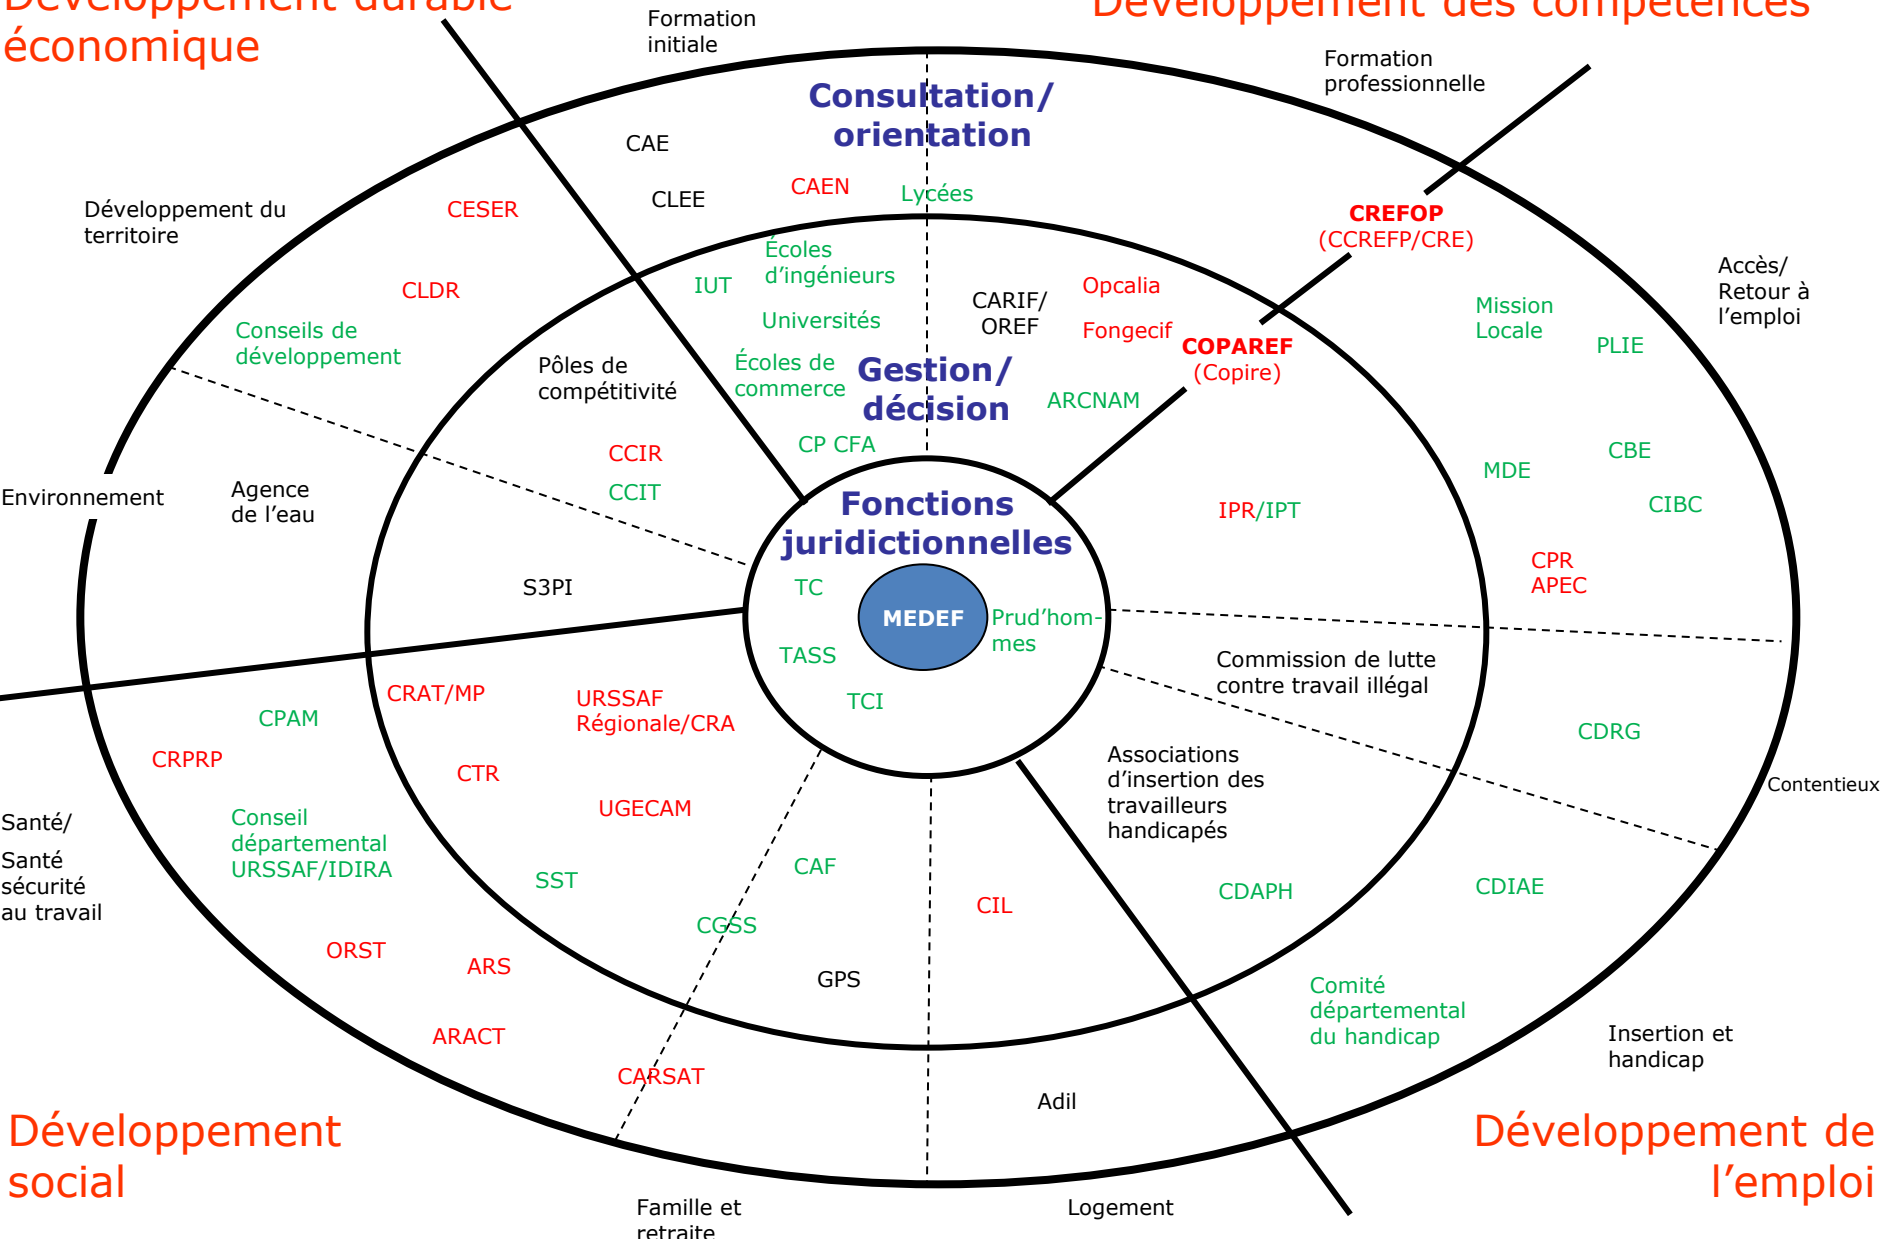 Développement durable
économique
Développement des compétences
Formation
initiale
Formation
professionnelle
Consultation/
orientation
CAE
CLEE
CAEN
Lycées
Développement du
territoire
CESER
CLDR
Conseils de
développement
CREFOP
(CCREFP/CRE)
Accès/
Retour à
l'emploi
Écoles
d'ingénieurs
IUT
Universités
Écoles de
commerce
CP CFA
CARIF/
OREF
Opcalia
Fongecif
COPAREF
(Copire)
ARCNAM
Gestion/
décision
Mission
Locale
PLIE
Pôles de
compétitivité
CCIR
CCIT
MDE
CBE
CIBC
CPR
APEC
IPR/IPT
Environnement
Agence
de l'eau
S3PI
Fonctions
juridictionnelles
TC
MEDEF
Prud'hom-
mes
TASS
TCI
Commission de lutte
contre travail illégal
CDRG
Contentieux
CRAT/MP
URSSAF
Régionale/CRA
CPAM
CRPRP
CTR
UGECAM
Santé/
Santé
sécurité
au travail
Conseil
départemental
URSSAF/IDIRA
SST
CAF
CGSS
GPS
CIL
Associations
d'insertion des
travailleurs
handicapés
CDAPH
CDIAE
Comité
départemental
du handicap
Insertion et
handicap
ORST
ARS
ARACT
CARSAT
Adil
Développement
social
Développement de
l'emploi
Famille et
retraite
Logement